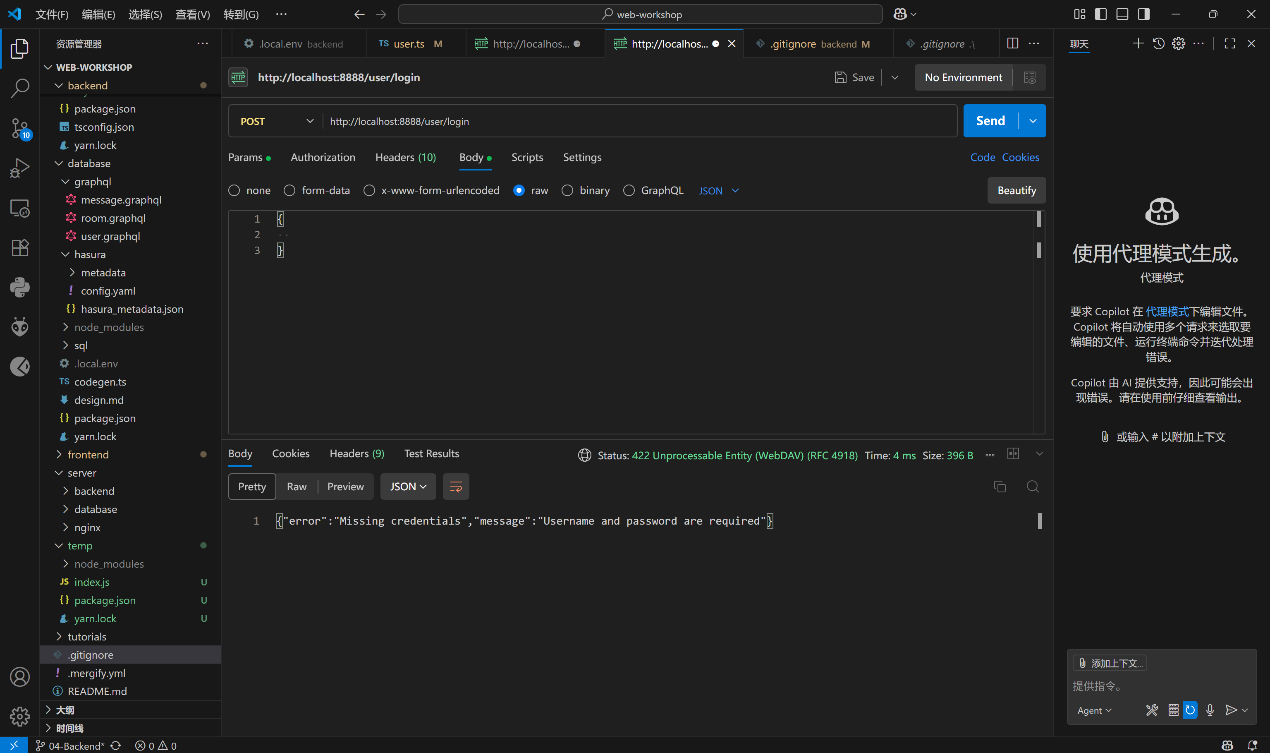 文件(F) 编辑(E) 选择(S) 查看(V) 转到(G) ··· web-workshop
资源管理器 ···
WEB-WORKSHOP
backend
package.json
tsconfig.json
yarn.lock
database
graphql
message.graphql
room.graphql
user.graphql
hasura
metadata
config.yaml
hasura_metadata.json
node_modules
sql
.local.env
TS codegen.ts
design.md
package.json
yarn.lock
frontend
server
backend
database
nginx
temp
node_modules
JS index.js U
package.json U
yarn.lock U
tutorials
.gitignore
.mergify.yml
README.md
大纲
时间线
.local.env backend TS user.ts M HTTP http://localhos... HTTP http://localhos... .gitignore backend M .gitignore .\ ···
HTTP http://localhost:8888/user/login Save No Environment
POST http://localhost:8888/user/login Send
Params Authorization Headers (10) Body Scripts Settings Code Cookies
none form-data x-www-form-urlencoded raw binary GraphQL JSON Beautify
1 {
2
3 }
Body Cookies Headers (9) Test Results Status: 422 Unprocessable Entity (WebDAV) (RFC 4918) Time: 4 ms Size: 396 B ···
Pretty Raw Preview JSON
1 {"error":"Missing credentials","message":"Username and password are required"}
聊天 ···
使用代理模式生成。
代理模式
要求 Copilot 在 代理模式下编辑文件。
Copilot 将自动使用多个请求来选取要
编辑的文件、运行终端命令并迭代处理
错误。
Copilot 由 AI 提供支持，因此可能会出
现错误。请在使用前仔细查看输出。
或输入 # 以附加上下文
添加上下文...
提供指令。
Agent
10
04-Backend* 0 0